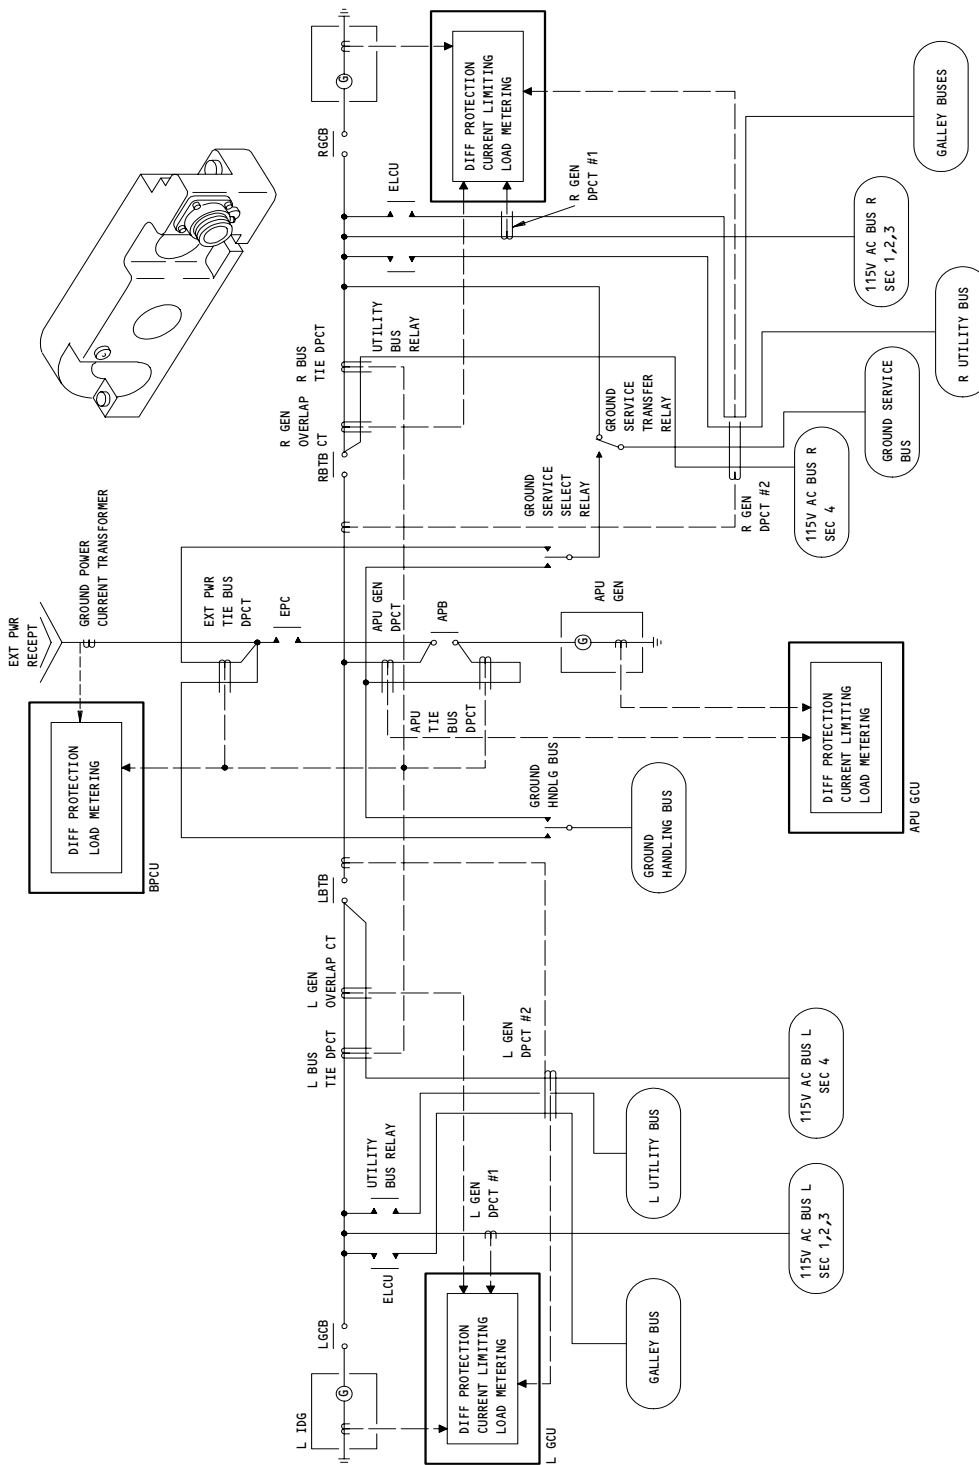 EXT PWR
RECEPT
GROUND POWER
CURRENT TRANSFORMER
DIFF PROTECTION
LOAD METERING
BPCU
EXT PWR
TIE BUS
DPCT
EPC
L IDG
G
LGCB
L BUS
TIE DPCT
L GEN
OVERLAP CT
LBTB
APU GEN
DPCT
APB
RBTB
R GEN
OVERLAP
CT
R BUS
TIE DPCT
UTILITY
BUS
RELAY
RGCB
G
ELCU
DIFF PROTECTION
CURRENT LIMITING
LOAD METERING
L GCU
ELCU
UTILITY
BUS RELAY
L GEN
DPCT #1
L GEN
DPCT #2
GROUND
HNDLG BUS
APU
TIE
BUS
DPCT
G
APU
GEN
GROUND
SERVICE
SELECT
RELAY
GROUND
SERVICE
TRANSFER
RELAY
R GEN
DPCT #1
DIFF PROTECTION
CURRENT LIMITING
LOAD METERING
R GEN
DPCT #2
GALLEY BUS
L UTILITY BUS
GROUND
HANDLING BUS
115V AC BUS L
SEC 1,2,3
115V AC BUS L
SEC 4
DIFF PROTECTION
CURRENT LIMITING
LOAD METERING
APU GCU
115V AC BUS R
SEC 4
GROUND SERVICE
BUS
R UTILITY BUS
115V AC BUS R
SEC 1,2,3
GALLEY BUSES